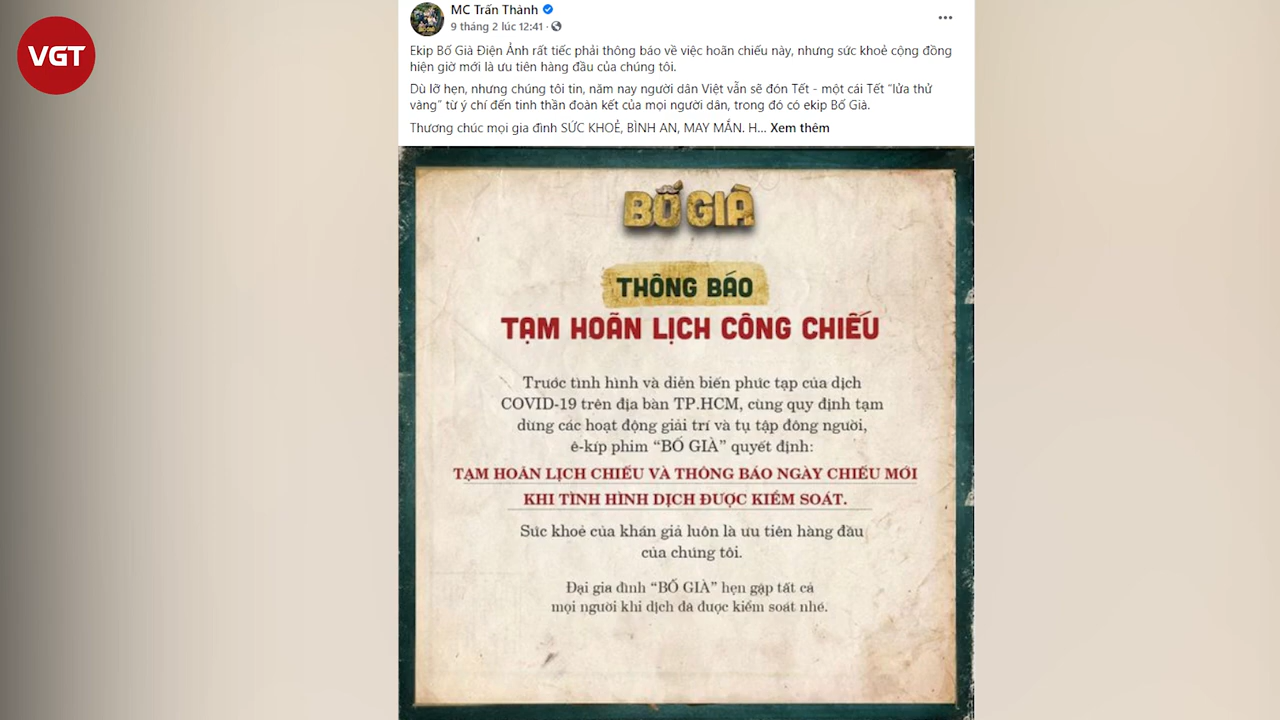 VGT
MC Trấn Thành
9 tháng 2 lúc 12:41 ·
Ekip Bố Già Điện Ảnh rất tiếc phải thông báo về việc hoãn chiếu này, nhưng sức khoẻ cộng đồng
hiện giờ mới là ưu tiên hàng đầu của chúng tôi.
Dù lỡ hẹn, nhưng chúng tôi tin, năm nay người dân Việt vẫn sẽ đón Tết - một cái Tết “lửa thử
vàng” từ ý chí đến tinh thần đoàn kết của mọi người dân, trong đó có ekip Bố Già.
Thương chúc mọi gia đình SỨC KHOẺ, BÌNH AN, MAY MẮN. H... Xem thêm
BỐ GIÀ
THÔNG BÁO
TẠM HOÃN LỊCH CÔNG CHIẾU
Trước tình hình và diễn biến phức tạp của dịch
COVID-19 trên địa bàn TP.HCM, cùng quy định tạm
dừng các hoạt động giải trí và tụ tập đông người,
ê-kíp phim “BỐ GIÀ” quyết định:
TẠM HOÃN LỊCH CHIẾU VÀ THÔNG BÁO NGÀY CHIẾU MỚI
KHI TÌNH HÌNH DỊCH ĐƯỢC KIỂM SOÁT.
Sức khoẻ của khán giả luôn là ưu tiên hàng đầu
của chúng tôi.
Đại gia đình “BỐ GIÀ” hẹn gặp tất cả
mọi người khi dịch đã được kiểm soát nhé.